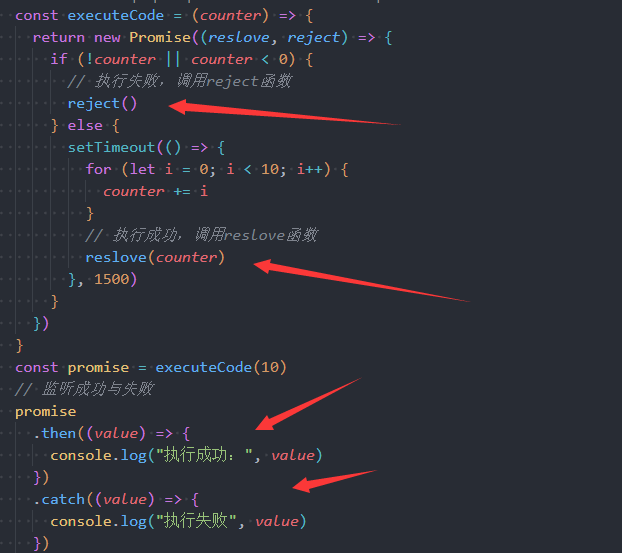 const executeCode = (counter) => {
return new Promise((reslove, reject) => {
if (!counter || counter < 0) {
// 执行失败，调用reject函数
reject()
} else {
setTimeout(() => {
for (let i = 0; i < 10; i++) {
counter += i
}
// 执行成功，调用reslove函数
reslove(counter)
}, 1500)
}
})
}
const promise = executeCode(10)
// 监听成功与失败
promise
.then((value) => {
console.log("执行成功：", value)
})
.catch((value) => {
console.log("执行失败", value)
})